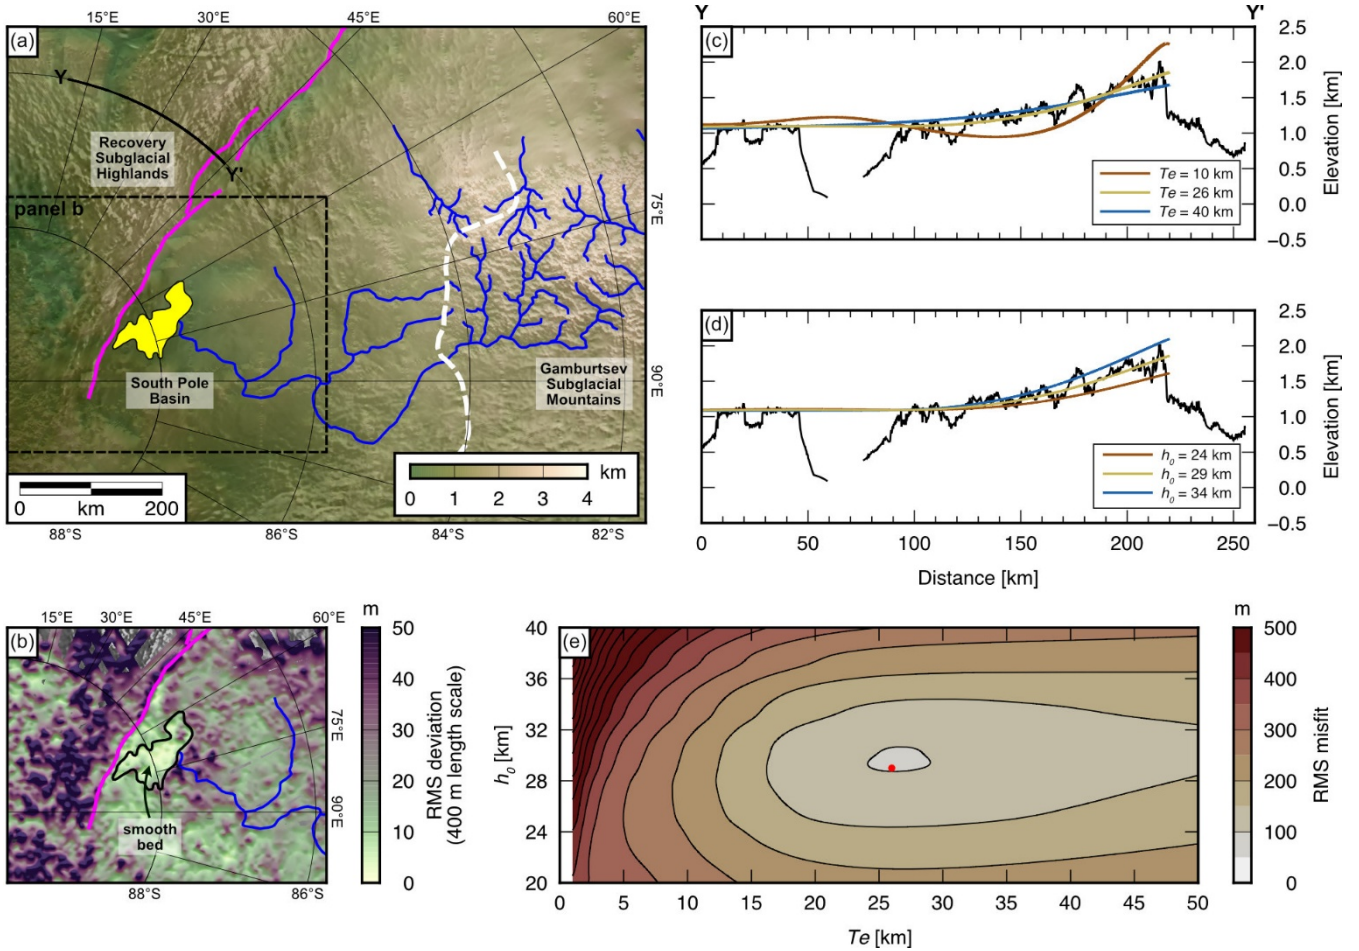 (a)
15°E
30°E
45°E
60°E
Y
Recovery
Subglacial
Highlands
Y'
panel b
75°E
South Pole
Basin
Gamburtsev
Subglacial
Mountains
90°E
0
km
200
km
0
1
2
3
4
88°S
86°S
84°S
82°S
(b)
15°E
30°E
45°E
60°E
75°E
90°E
smooth
bed
88°S
86°S
m
50
40
30
20
10
0
RMS deviation
(400 m length scale)
Y
Y'
(c)
2.5
2.0
1.5
1.0
0.5
0.0
−0.5
Elevation [km]
Te = 10 km
Te = 26 km
Te = 40 km
(d)
2.5
2.0
1.5
1.0
0.5
0.0
−0.5
Elevation [km]
h0 = 24 km
h0 = 29 km
h0 = 34 km
0
50
100
150
200
250
Distance [km]
(e)
40
36
32
28
24
20
h0 [km]
0
5
10
15
20
25
30
35
40
45
50
Te [km]
m
500
400
300
200
100
0
RMS misfit